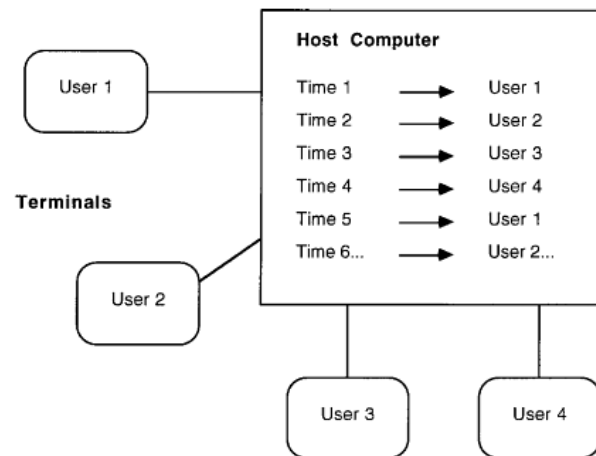 Host Computer
User 1
Time 1 User 1
Time 2 User 2
Time 3 User 3
Time 4 User 4
Time 5 User 1
Time 6... User 2...
Terminals
User 2
User 3
User 4